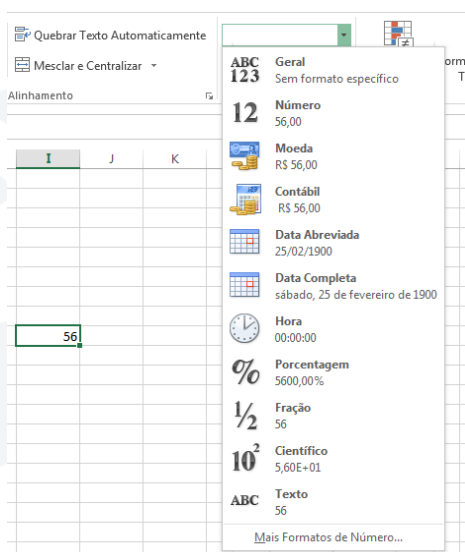 Quebrar Texto Automaticamente
Mesclar e Centralizar
Alinhamento
I J K
56
ABC
123
Geral
Sem formato específico
12
Número
56,00
Moeda
R$ 56,00
Contábil
R$ 56,00
Data Abreviada
25/02/1900
Data Completa
sábado, 25 de fevereiro de 1900
Hora
00:00:00
%
Porcentagem
5600,00%
1/2
Fração
56
10²
Científico
5,60E+01
ABC
Texto
56
Mais Formatos de Número...